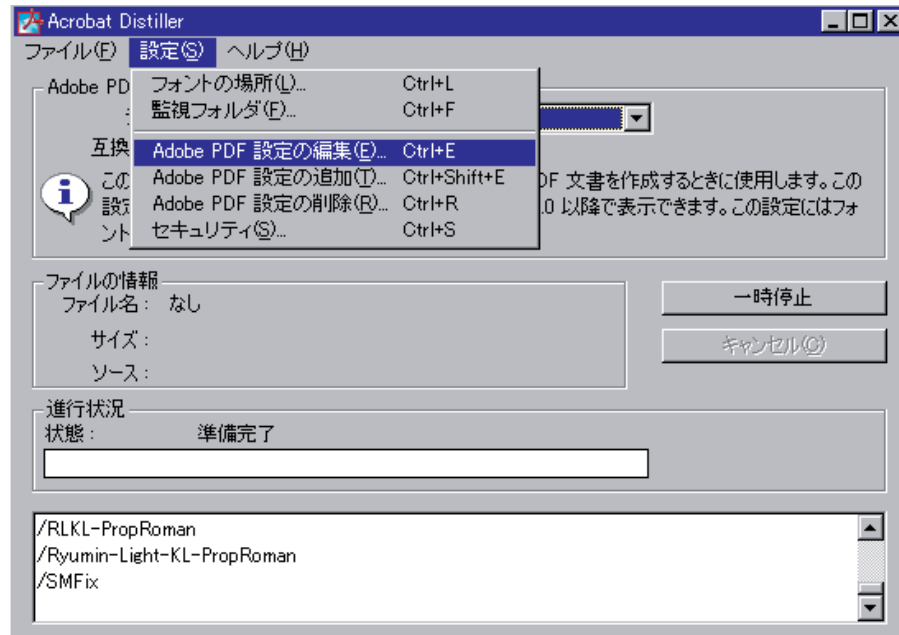 Acrobat Distiller
ファイル(F) 設定(S) ヘルプ(H)
フォントの場所(L)... Ctrl+L
監視フォルダ(F)... Ctrl+F
Adobe PDF 設定の編集(E)... Ctrl+E
Adobe PDF 設定の追加(T)... Ctrl+Shift+E
Adobe PDF 設定の削除(R)... Ctrl+R
セキュリティ(S)... Ctrl+S
Adobe PD
互換
この DF 文書を作成するときに使用します。この
設定 .0 以降で表示できます。この設定にはフォ
ント
ファイルの情報
ファイル名 : なし
サイズ :
ソース :
一時停止
キャンセル(C)
進行状況
状態 : 準備完了
/RLKL-PropRoman
/Ryumin-Light-KL-PropRoman
/SMFix